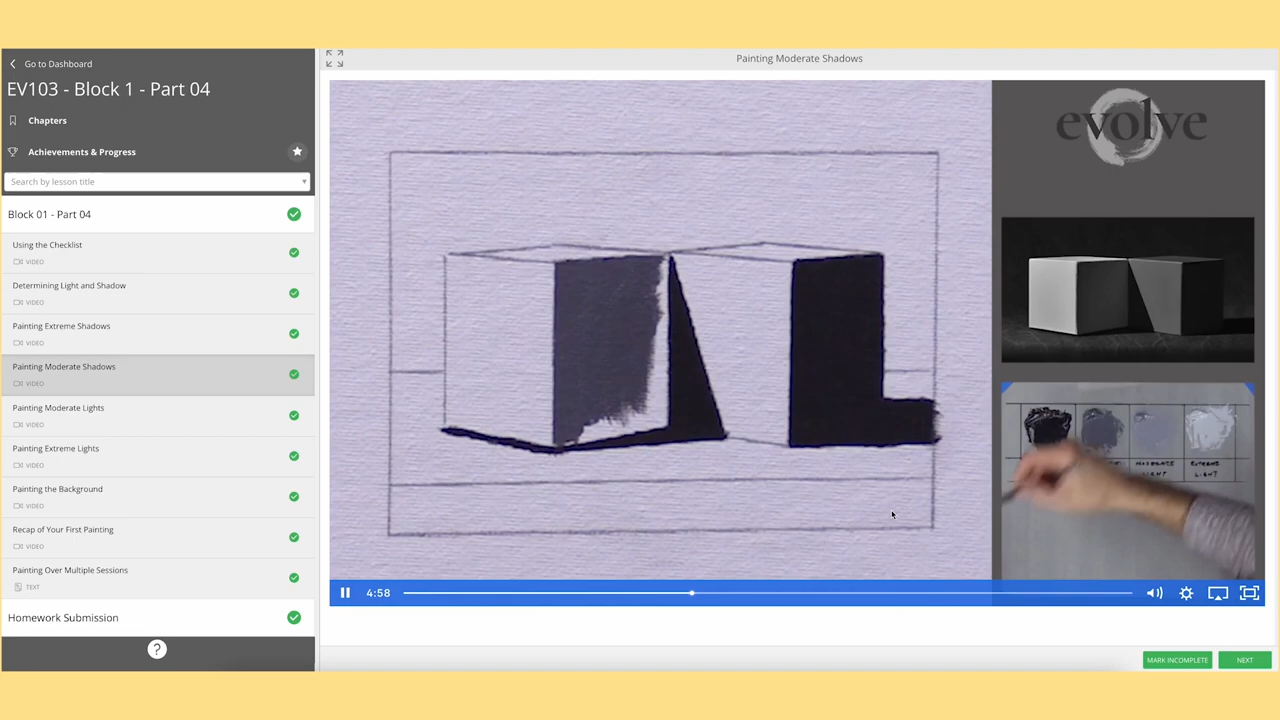 Go to Dashboard
EV103 - Block 1 - Part 04
Chapters
Achievements & Progress
Search by lesson title
Block 01 - Part 04
Using the Checklist
VIDEO
Determining Light and Shadow
VIDEO
Painting Extreme Shadows
VIDEO
Painting Moderate Shadows
VIDEO
Painting Moderate Lights
VIDEO
Painting Extreme Lights
VIDEO
Painting the Background
VIDEO
Recap of Your First Painting
VIDEO
Painting Over Multiple Sessions
TEXT
Homework Submission
?
Painting Moderate Shadows
evolve
MODERATE EXTREME
LIGHT LIGHT
4:58
MARK INCOMPLETE NEXT